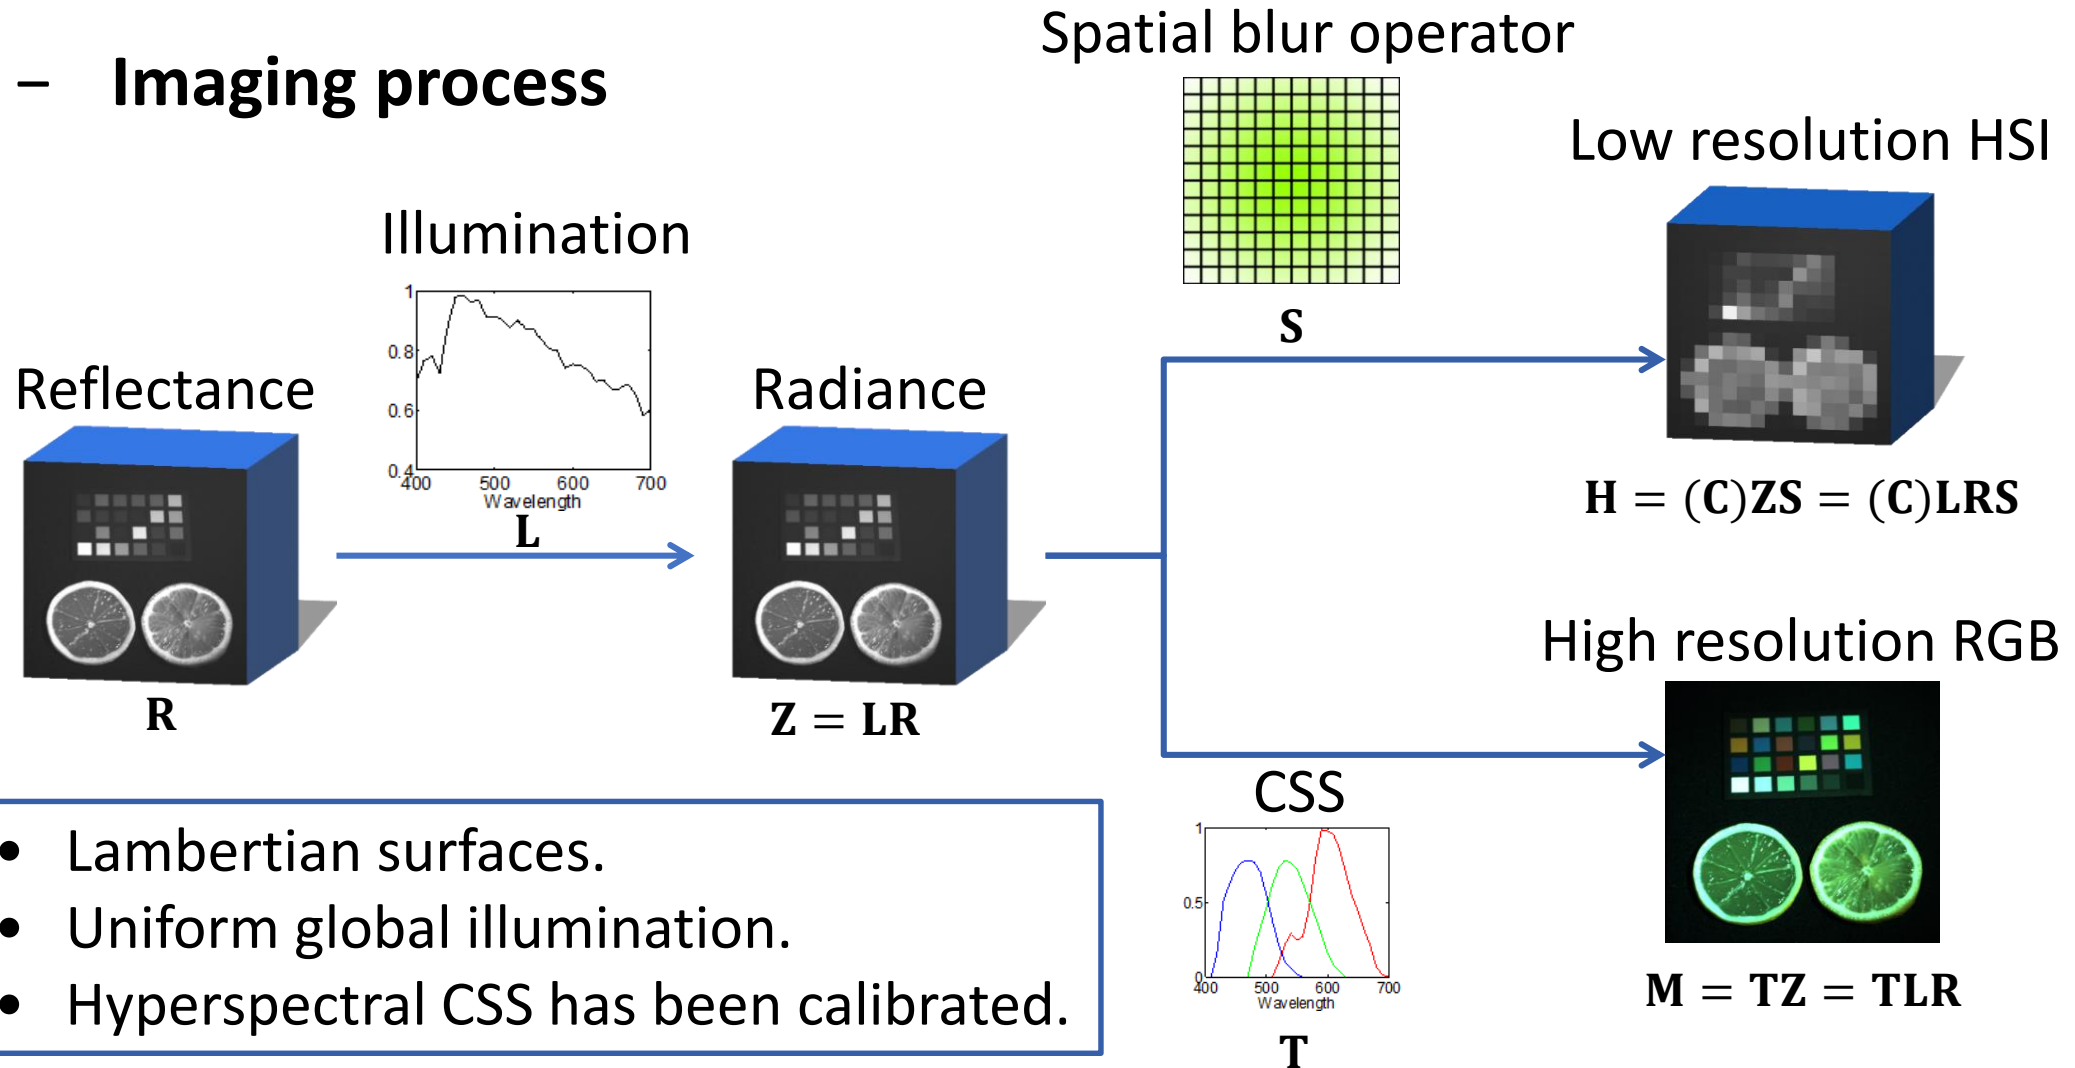 – Imaging process
Spatial blur operator
S
Low resolution HSI
H = (C)ZS = (C)LRS
Illumination
1
0.8
0.6
0.4
400 500 600 700
Wavelength
L
Reflectance
R
Radiance
Z = LR
High resolution RGB
M = TZ = TLR
CSS
1
0.5
0
400 500 600 700
Wavelength
T
• Lambertian surfaces.
• Uniform global illumination.
• Hyperspectral CSS has been calibrated.